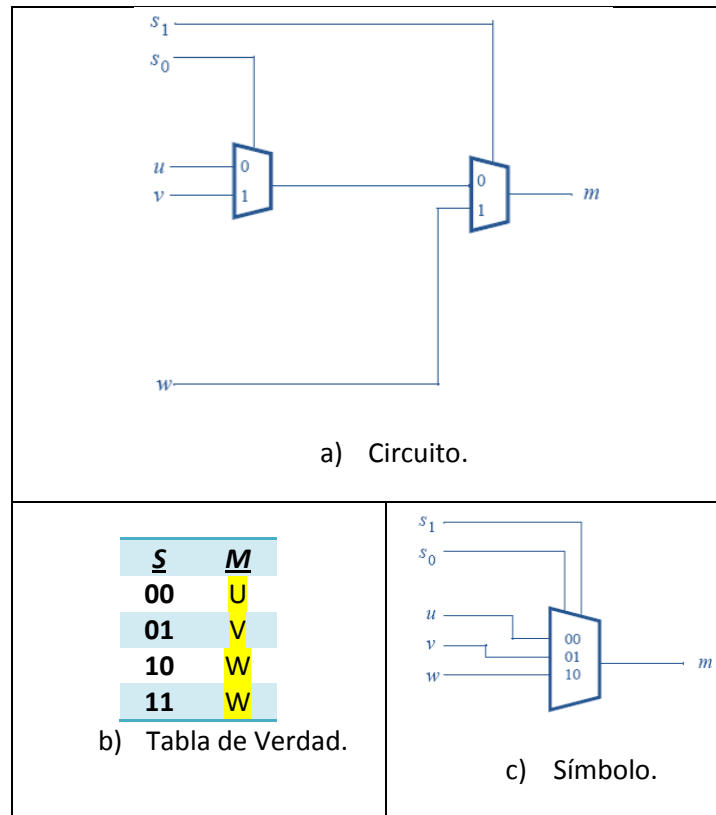 s1
s0
u 0
v 1
0
1
m
w
a) Circuito.
S M
00 U
01 V
10 W
11 W
b) Tabla de Verdad.
s1
s0
u
v
w
00
01
10
m
c) Símbolo.